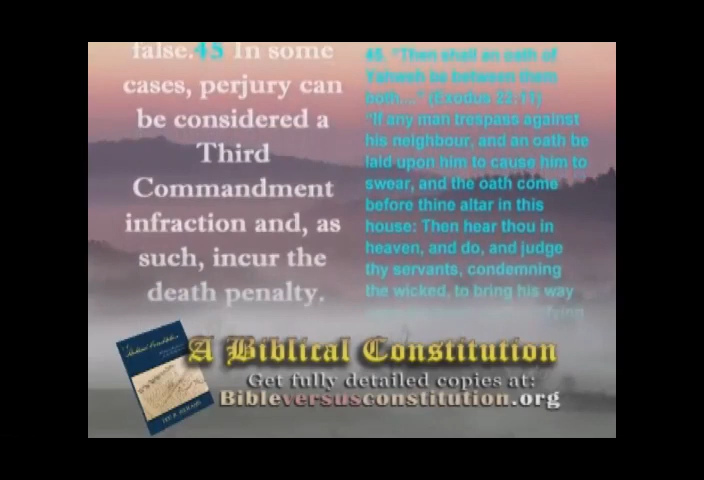 false.45 In some
cases, perjury can
be considered a
Third
Commandment
infraction and, as
such, incur the
death penalty.
45. "Then shall an oath of
Yahweh be between them
both...." (Exodus 22:11)
"If any man trespass against
his neighbour, and an oath be
laid upon him to cause him to
swear, and the oath come
before thine altar in this
house: Then hear thou in
heaven, and do, and judge
thy servants, condemning
the wicked, to bring his way
A Biblical Constitution
Get fully detailed copies at:
Bibleversusconstitution.org